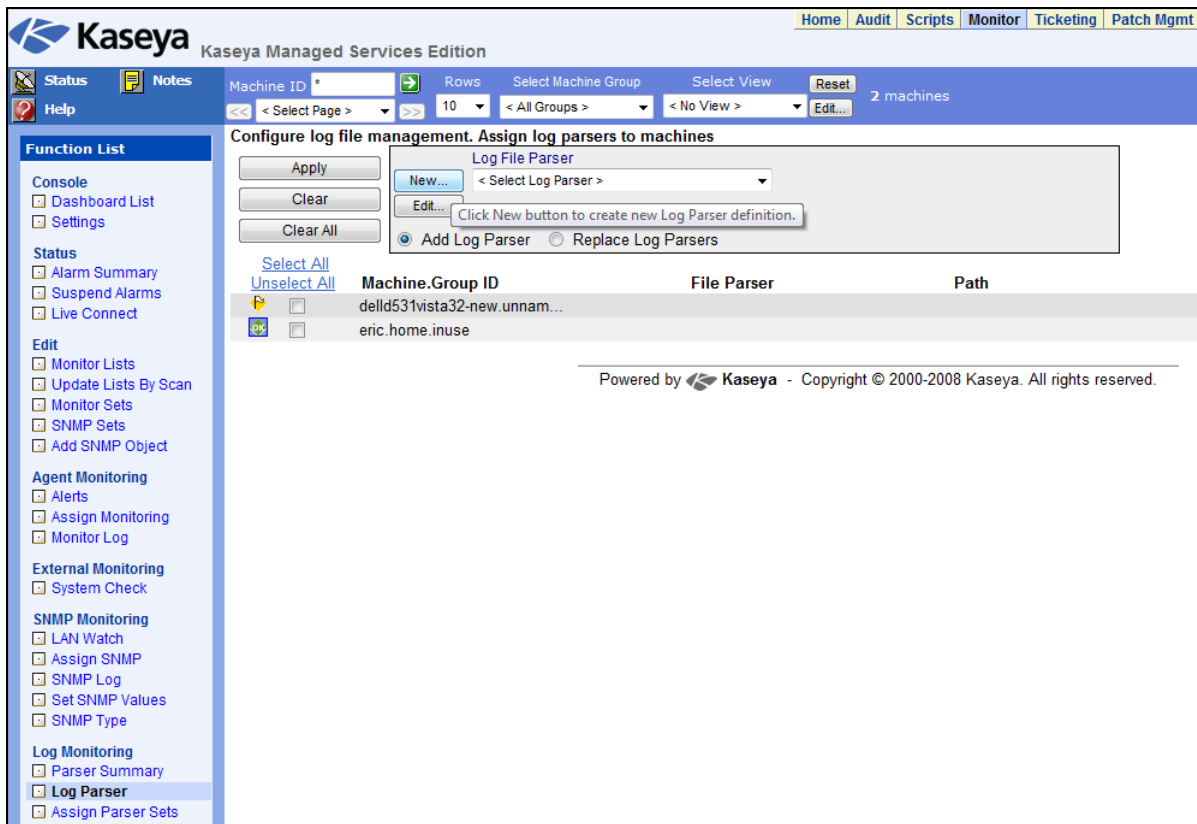 Home Audit Scripts Monitor Ticketing Patch Mgmt
Kaseya Kaseya Managed Services Edition
Status Notes
Help
Machine ID * Rows Select Machine Group Select View Reset
<< < Select Page > >> 10 < All Groups > < No View > Edit... 2 machines
Function List
Console
Dashboard List
Settings
Status
Alarm Summary
Suspend Alarms
Live Connect
Edit
Monitor Lists
Update Lists By Scan
Monitor Sets
SNMP Sets
Add SNMP Object
Agent Monitoring
Alerts
Assign Monitoring
Monitor Log
External Monitoring
System Check
SNMP Monitoring
LAN Watch
Assign SNMP
SNMP Log
Set SNMP Values
SNMP Type
Log Monitoring
Parser Summary
Log Parser
Assign Parser Sets
Configure log file management. Assign log parsers to machines
Apply
Clear
Clear All
Log File Parser
New... < Select Log Parser >
Edit...
Click New button to create new Log Parser definition.
Add Log Parser Replace Log Parsers
Select All
Unselect All Machine.Group ID File Parser Path
delld531vista32-new.unnam...
OK eric.home.inuse
Powered by Kaseya - Copyright © 2000-2008 Kaseya. All rights reserved.